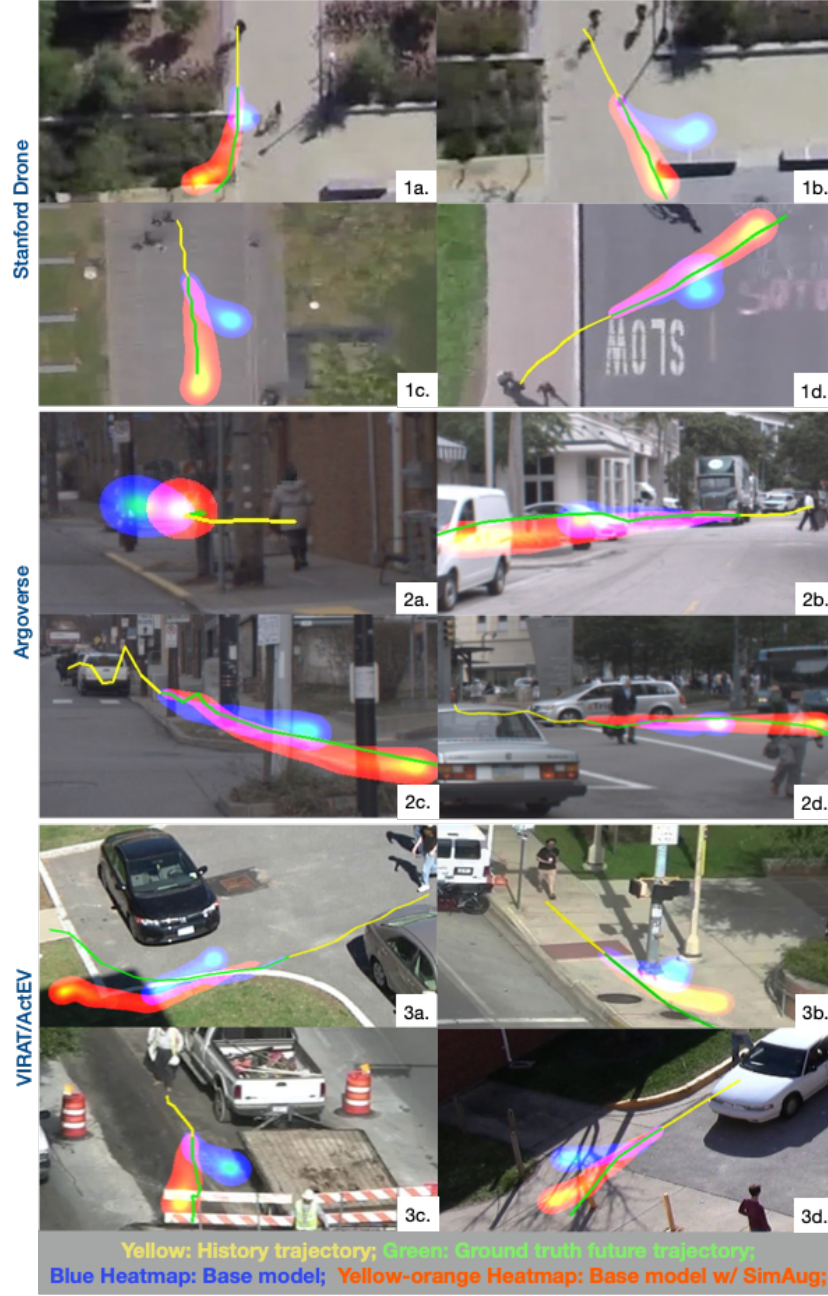 Stanford Drone
1a.
1b.
1c.
SLOW
1d.
Argoverse
2a.
2b.
2c.
2d.
VIRAT/ActEV
3a.
3b.
3c.
3d.
Yellow: History trajectory; Green: Ground truth future trajectory;
Blue Heatmap: Base model; Yellow-orange Heatmap: Base model w/ SimAug;